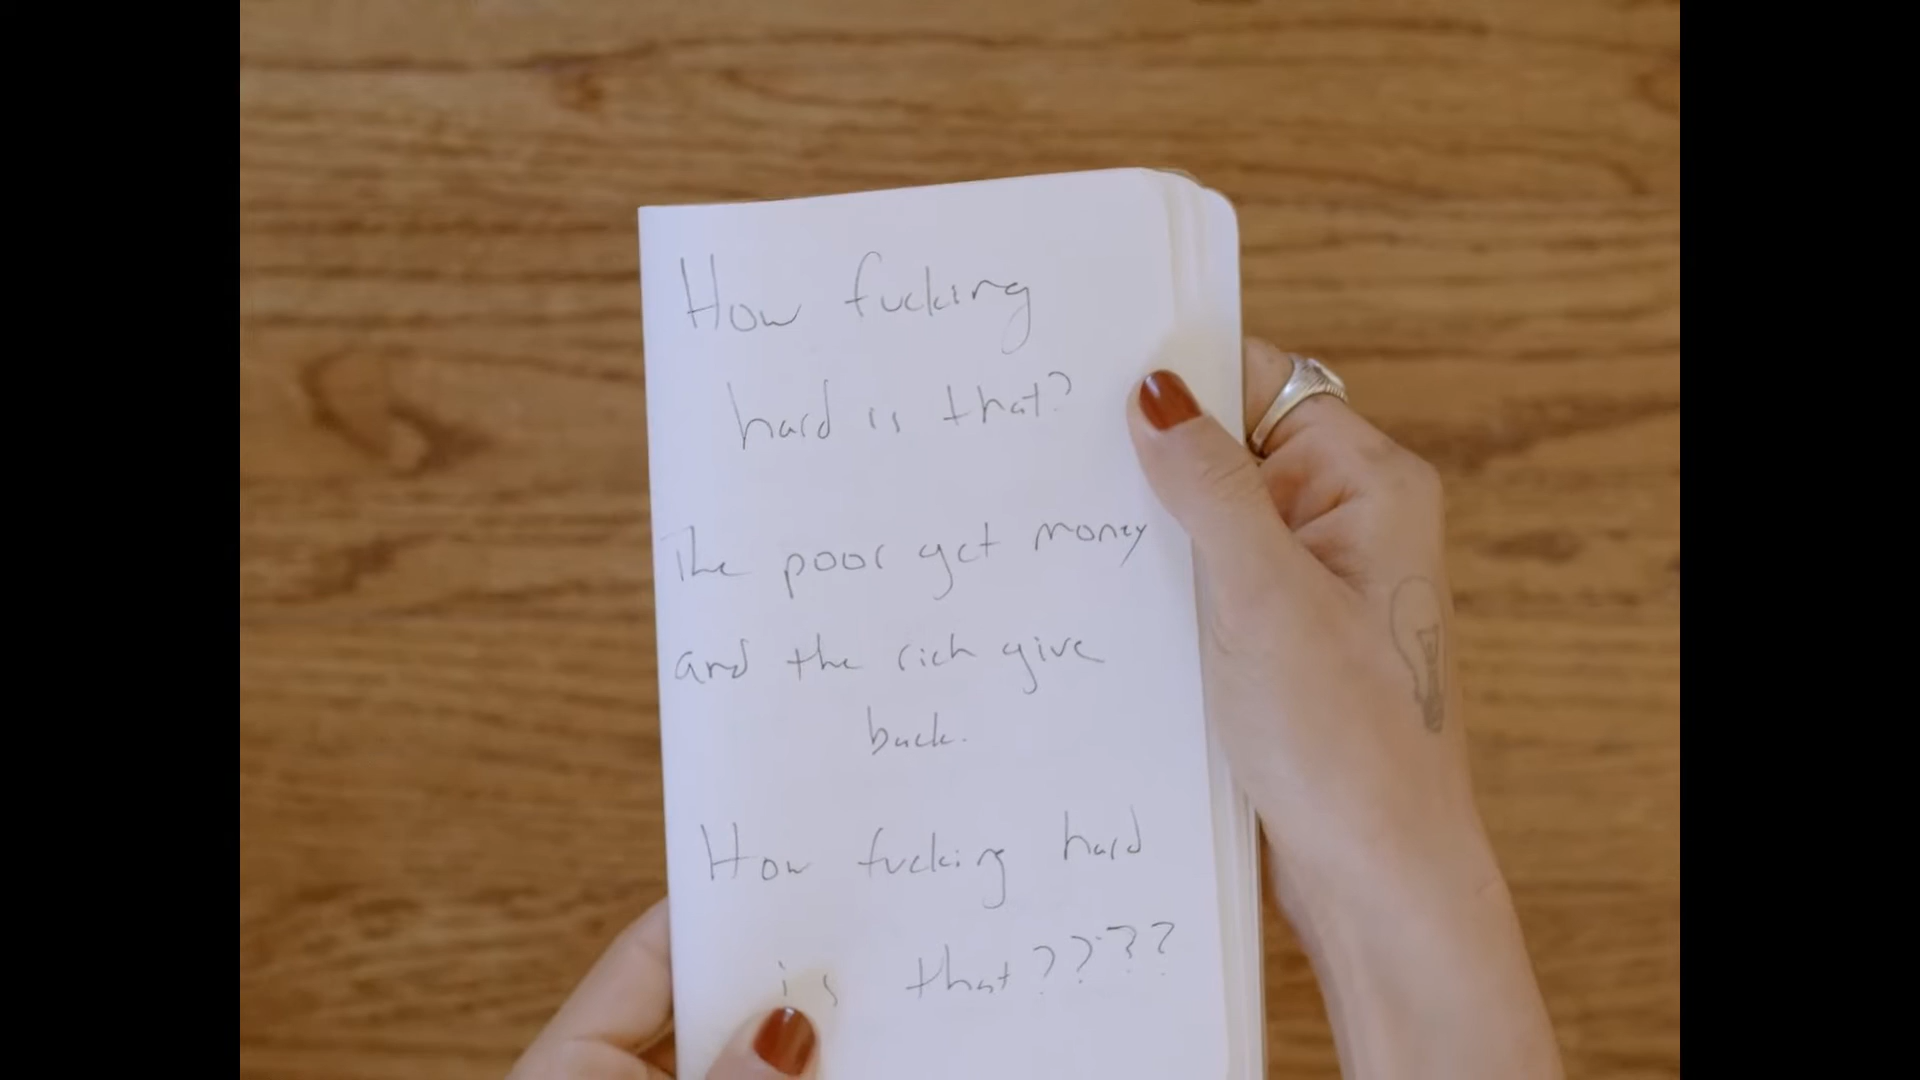 How fucking
hard is that?
The poor get money
and the rich give
back.
How fucking hard
is that????